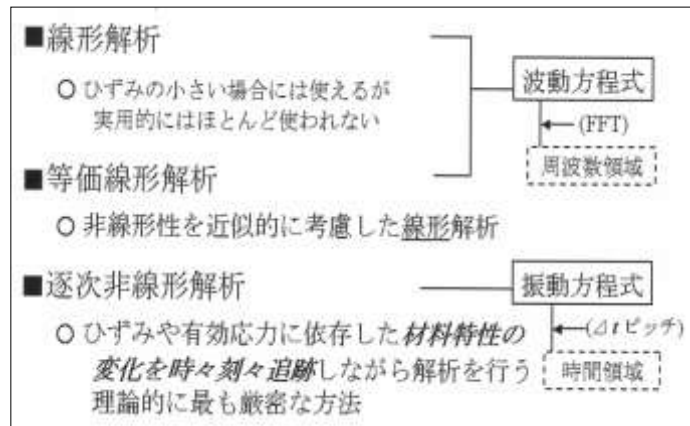 ■線形解析
○ ひずみの小さい場合には使えるが
実用的にはほとんど使われない
波動方程式
(FFT)
周波数領域
■等価線形解析
○ 非線形性を近似的に考慮した線形解析
■逐次非線形解析
振動方程式
(Δtピッチ)
時間領域
○ ひずみや有効応力に依存した材料特性の
変化を時々刻々追跡しながら解析を行う
理論的に最も厳密な方法